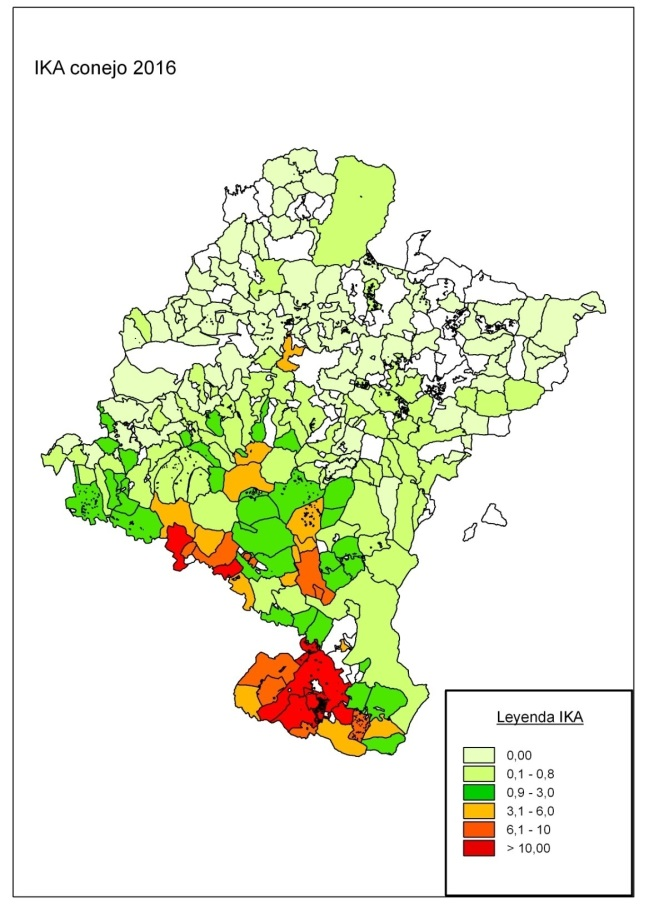 IKA conejo 2016
Leyenda IKA
0,00
0,1 - 0,8
0,9 - 3,0
3,1 - 6,0
6,1 - 10
> 10,00